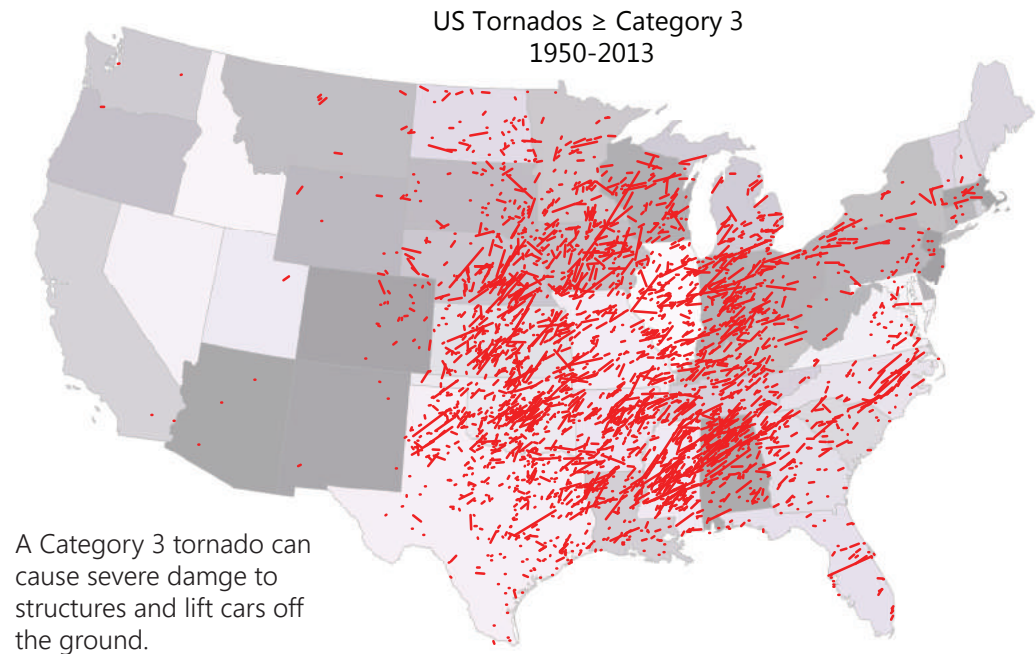 US Tornados ≥ Category 3
1950-2013
A Category 3 tornado can
cause severe damge to
structures and lift cars off
the ground.